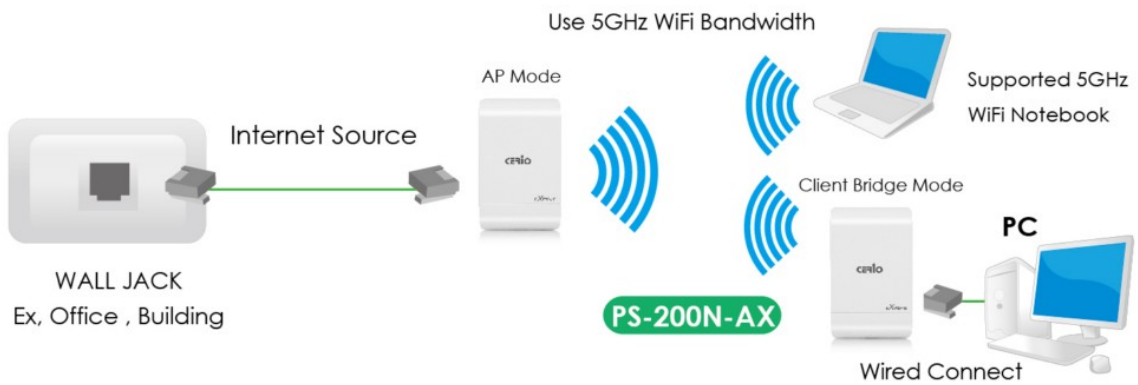 Use 5GHz WiFi Bandwidth
AP Mode
Supported 5GHz
WiFi Notebook
Internet Source
CERIO
Client Bridge Mode
PC
CERIO
WALL JACK
Ex, Office , Building
PS-200N-AX
Wired Connect